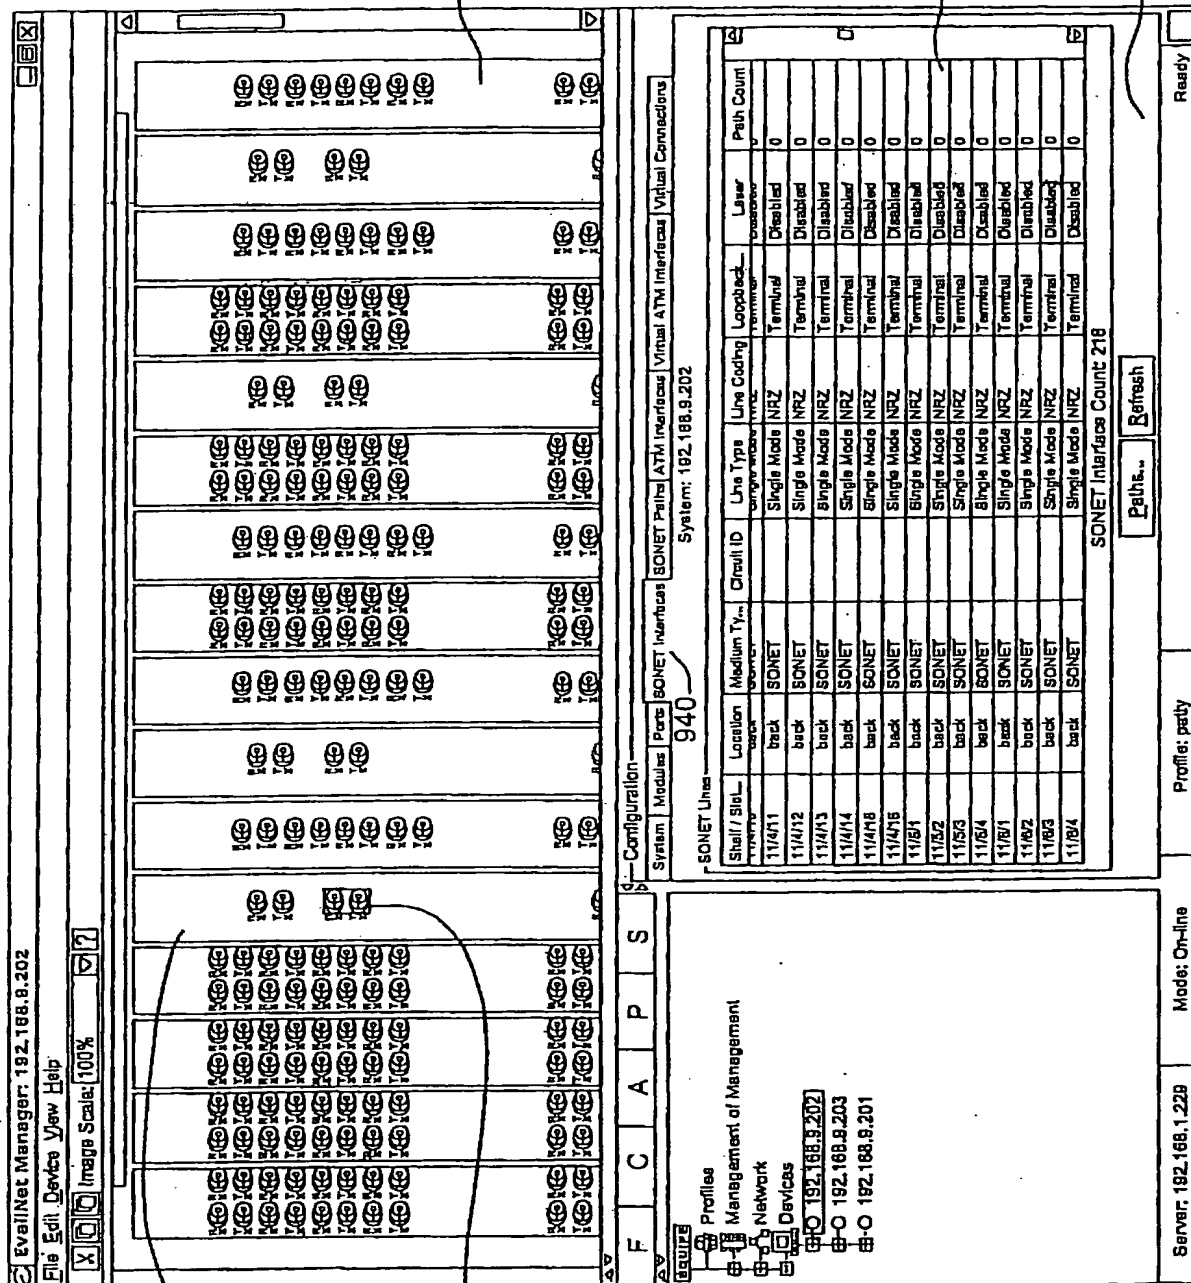 EvaliNet Manager: 192.168.9.202
File Edit Device View Help
Image Scale: 100%
F C A P S
Profiles
Management of Management
Network
Devices
192.168.9.202
192.168.9.203
192.168.9.201
Configuration
System Modules Ports SONET Interfaces SONET Paths ATM Interfaces Virtual ATM Interfaces Virtual Connections
940
System: 192.168.9.202
SONET Lines
Shelf / Slot... Location Medium Ty... Circuit ID Line Type Line Coding Loopback... Laser Path Count
11/4/11 back SONET Single Mode NRZ Terminal Disabled 0
11/4/12 back SONET Single Mode NRZ Terminal Disabled 0
11/4/13 back SONET Single Mode NRZ Terminal Disabled 0
11/4/14 back SONET Single Mode NRZ Terminal Disabled 0
11/4/15 back SONET Single Mode NRZ Terminal Disabled 0
11/4/16 back SONET Single Mode NRZ Terminal Disabled 0
11/5/1 back SONET Single Mode NRZ Terminal Disabled 0
11/5/2 back SONET Single Mode NRZ Terminal Disabled 0
11/5/3 back SONET Single Mode NRZ Terminal Disabled 0
11/5/4 back SONET Single Mode NRZ Terminal Disabled 0
11/6/1 back SONET Single Mode NRZ Terminal Disabled 0
11/6/2 back SONET Single Mode NRZ Terminal Disabled 0
11/6/3 back SONET Single Mode NRZ Terminal Disabled 0
11/6/4 back SONET Single Mode NRZ Terminal Disabled 0
SONET Interface Count: 218
Paths... Refresh
Server: 192.168.1.229 Mode: On-line Profile: patty Ready